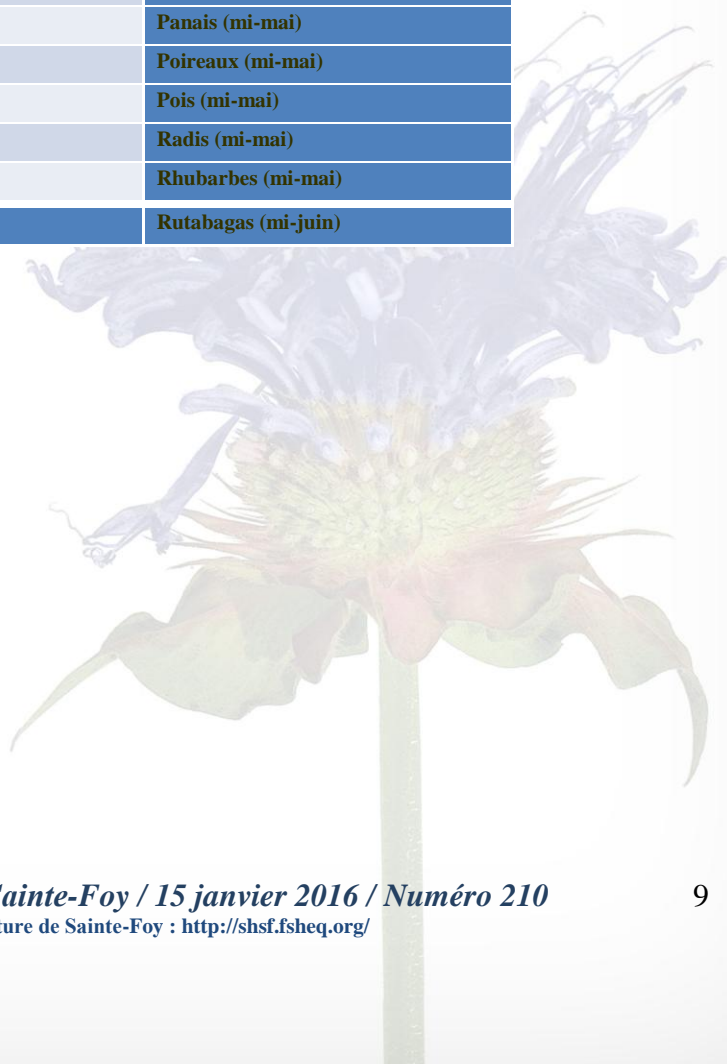 Panais (mi-mai)
Poireaux (mi-mai)
Pois (mi-mai)
Radis (mi-mai)
Rhubarbes (mi-mai)
Rutabagas (mi-juin)
Sainte-Foy / 15 janvier 2016 / Numéro 210 9
ture de Sainte-Foy : http://shsf.fsheq.org/